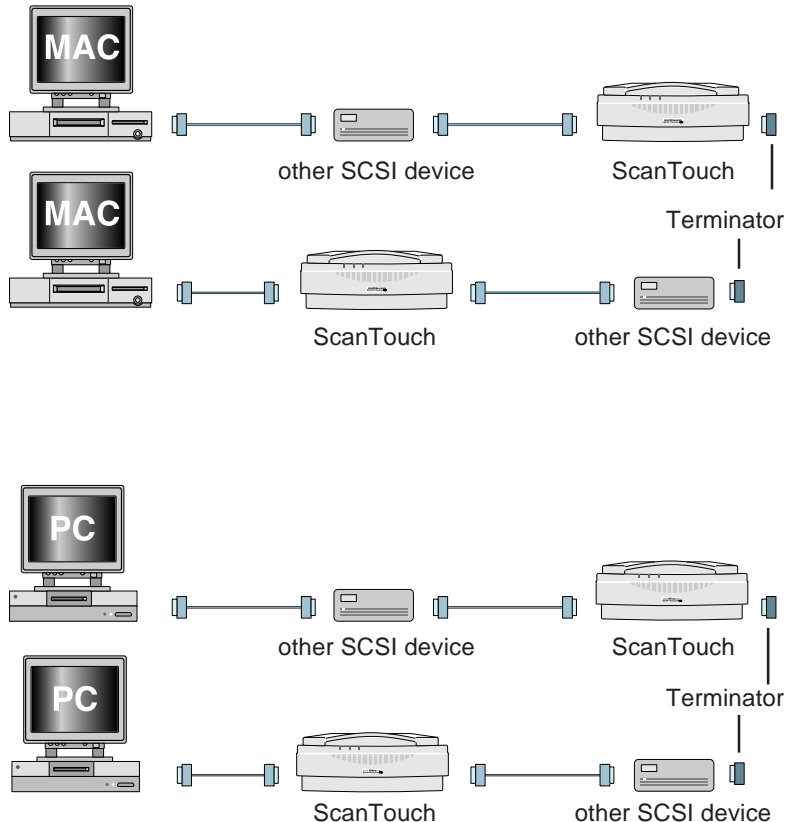 MAC
other SCSI device ScanTouch
Terminator
MAC
ScanTouch other SCSI device
PC
other SCSI device ScanTouch
Terminator
PC
ScanTouch other SCSI device